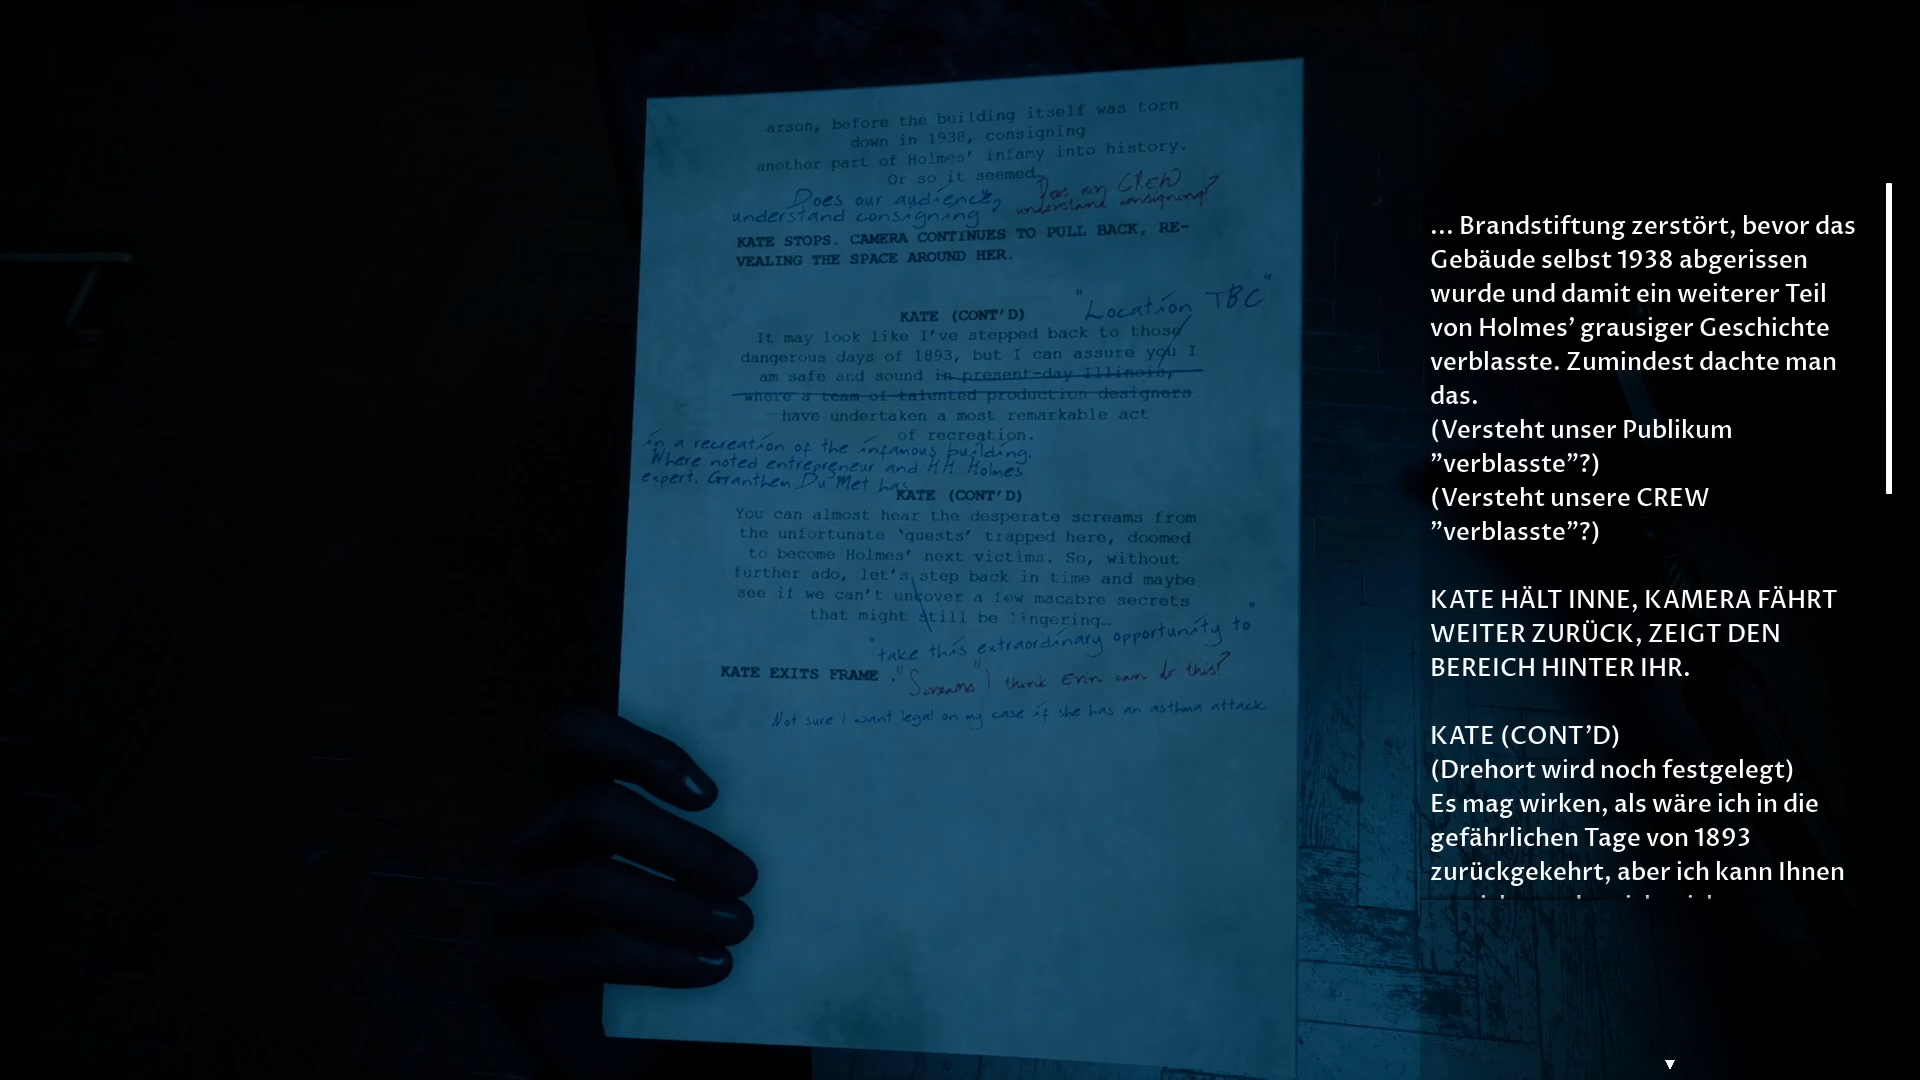 arson, before the building itself was torn
down in 1938, consigning
another part of Holmes' infamy into history.
Or so it seemed…
Does our audience
understand consigning?
Does our CREW
understand consigning?
KATE STOPS. CAMERA CONTINUES TO PULL BACK, RE-
VEALING THE SPACE AROUND HER.
"Location TBC"
KATE (CONT'D)
It may look like I've stepped back to those
dangerous days of 1893, but I can assure you I
am safe and sound in present-day Illinois,
where a team of talented production designers
have undertaken a most remarkable act
of recreation.
in a recreation of the infamous building.
Where noted entrepreneur and HH Holmes
expert. Granthem Du'Met has
KATE (CONT'D)
You can almost hear the desperate screams from
the unfortunate 'guests' trapped here, doomed
to become Holmes' next victims. So, without
further ado, let's step back in time and maybe
see if we can't uncover a few macabre secrets
that might still be lingering…
"take this extraordinary opportunity to"
KATE EXITS FRAME.
"Screams" I think Erin can do this?
Not sure I want legal on my case if she has an asthma attack
... Brandstiftung zerstört, bevor das
Gebäude selbst 1938 abgerissen
wurde und damit ein weiterer Teil
von Holmes' grausiger Geschichte
verblasste. Zumindest dachte man
das.
(Versteht unser Publikum
"verblasste"?)
(Versteht unsere CREW
"verblasste"?)
KATE HÄLT INNE, KAMERA FÄHRT
WEITER ZURÜCK, ZEIGT DEN
BEREICH HINTER IHR.
KATE (CONT'D)
(Drehort wird noch festgelegt)
Es mag wirken, als wäre ich in die
gefährlichen Tage von 1893
zurückgekehrt, aber ich kann Ihnen